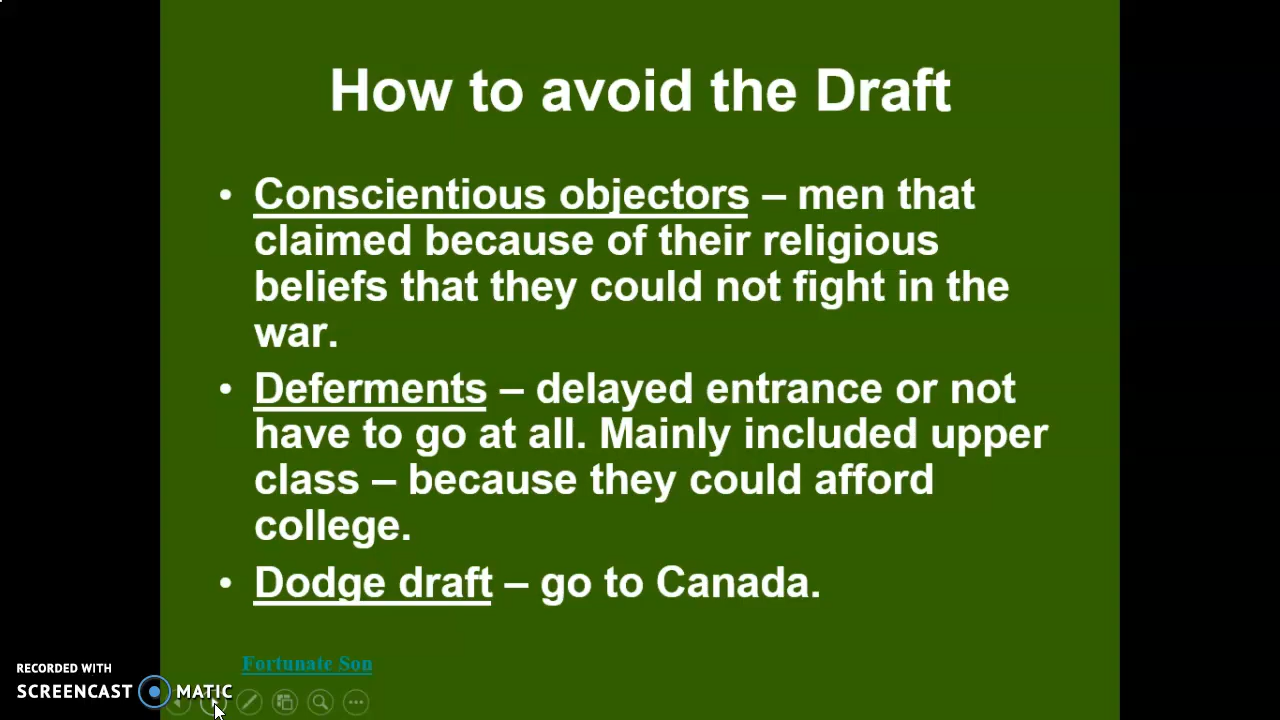 How to avoid the Draft
• Conscientious objectors – men that
claimed because of their religious
beliefs that they could not fight in the
war.
• Deferments – delayed entrance or not
have to go at all. Mainly included upper
class – because they could afford
college.
• Dodge draft – go to Canada.
Fortunate Son
RECORDED WITH
SCREENCAST MATIC